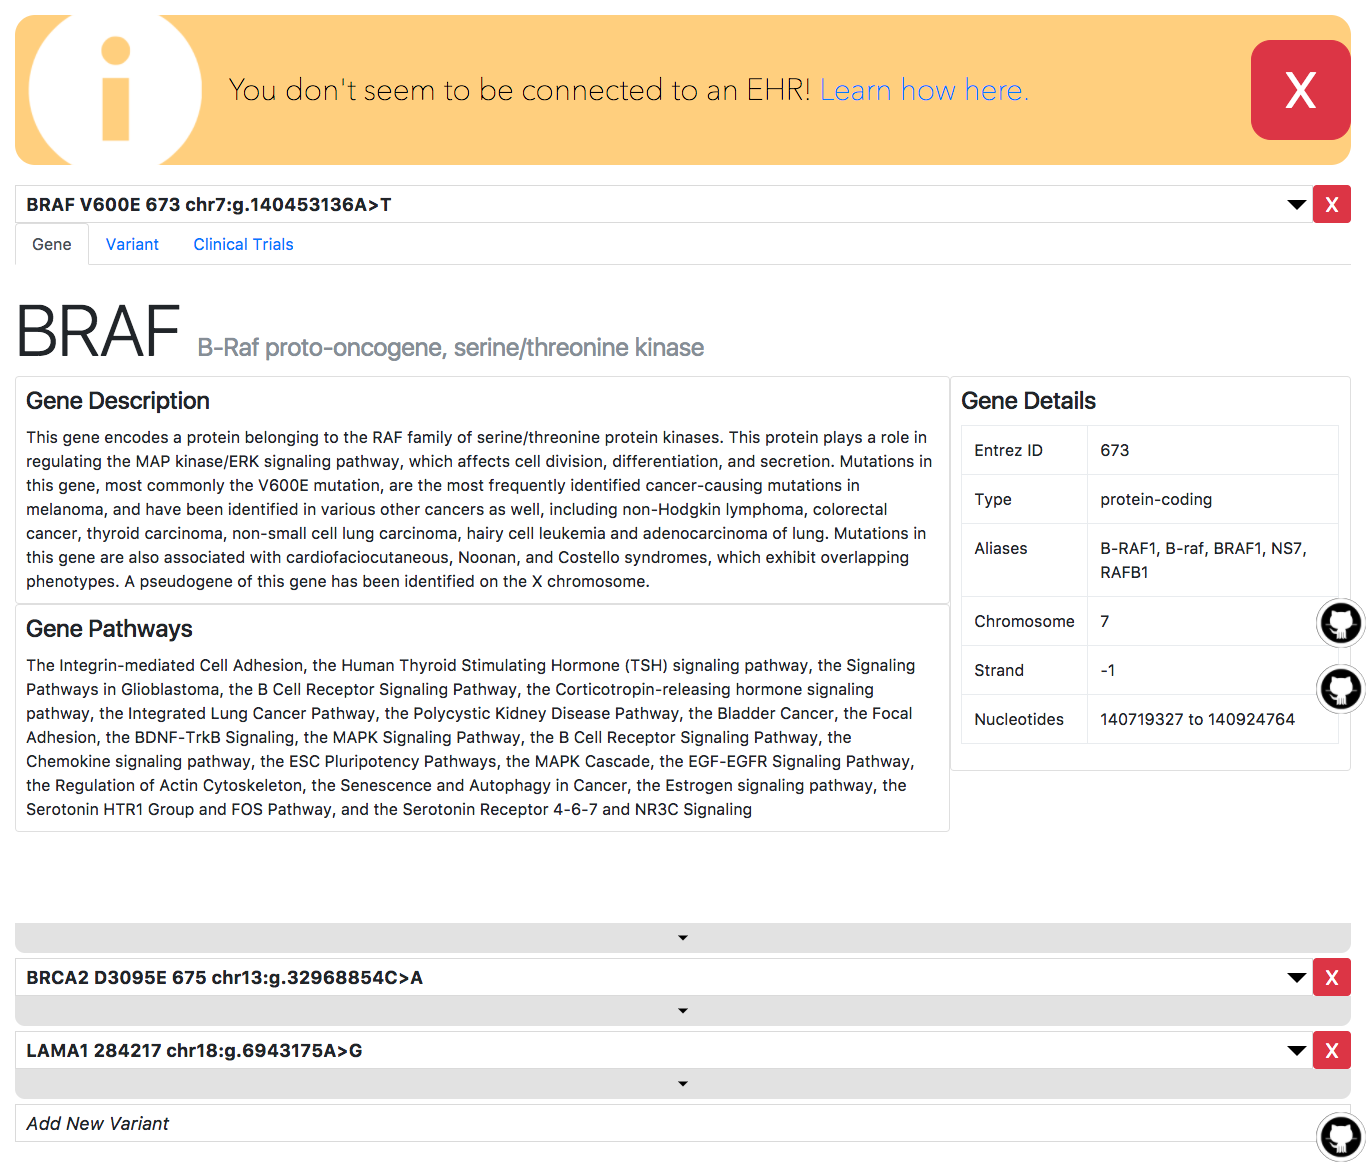 You don't seem to be connected to an EHR! Learn how here.
X
BRAF V600E 673 chr7:g.140453136A>T
X
Gene Variant Clinical Trials
BRAF B-Raf proto-oncogene, serine/threonine kinase
Gene Description
This gene encodes a protein belonging to the RAF family of serine/threonine protein kinases. This protein plays a role in
regulating the MAP kinase/ERK signaling pathway, which affects cell division, differentiation, and secretion. Mutations in
this gene, most commonly the V600E mutation, are the most frequently identified cancer-causing mutations in
melanoma, and have been identified in various other cancers as well, including non-Hodgkin lymphoma, colorectal
cancer, thyroid carcinoma, non-small cell lung carcinoma, hairy cell leukemia and adenocarcinoma of lung. Mutations in
this gene are also associated with cardiofaciocutaneous, Noonan, and Costello syndromes, which exhibit overlapping
phenotypes. A pseudogene of this gene has been identified on the X chromosome.
Gene Pathways
The Integrin-mediated Cell Adhesion, the Human Thyroid Stimulating Hormone (TSH) signaling pathway, the Signaling
Pathways in Glioblastoma, the B Cell Receptor Signaling Pathway, the Corticotropin-releasing hormone signaling
pathway, the Integrated Lung Cancer Pathway, the Polycystic Kidney Disease Pathway, the Bladder Cancer, the Focal
Adhesion, the BDNF-TrkB Signaling, the MAPK Signaling Pathway, the B Cell Receptor Signaling Pathway, the
Chemokine signaling pathway, the ESC Pluripotency Pathways, the MAPK Cascade, the EGF-EGFR Signaling Pathway,
the Regulation of Actin Cytoskeleton, the Senescence and Autophagy in Cancer, the Estrogen signaling pathway, the
Serotonin HTR1 Group and FOS Pathway, and the Serotonin Receptor 4-6-7 and NR3C Signaling
Gene Details
Entrez ID 673
Type protein-coding
Aliases B-RAF1, B-raf, BRAF1, NS7,
RAFB1
Chromosome 7
Strand -1
Nucleotides 140719327 to 140924764
BRCA2 D3095E 675 chr13:g.32968854C>A
X
LAMA1 284217 chr18:g.6943175A>G
X
Add New Variant